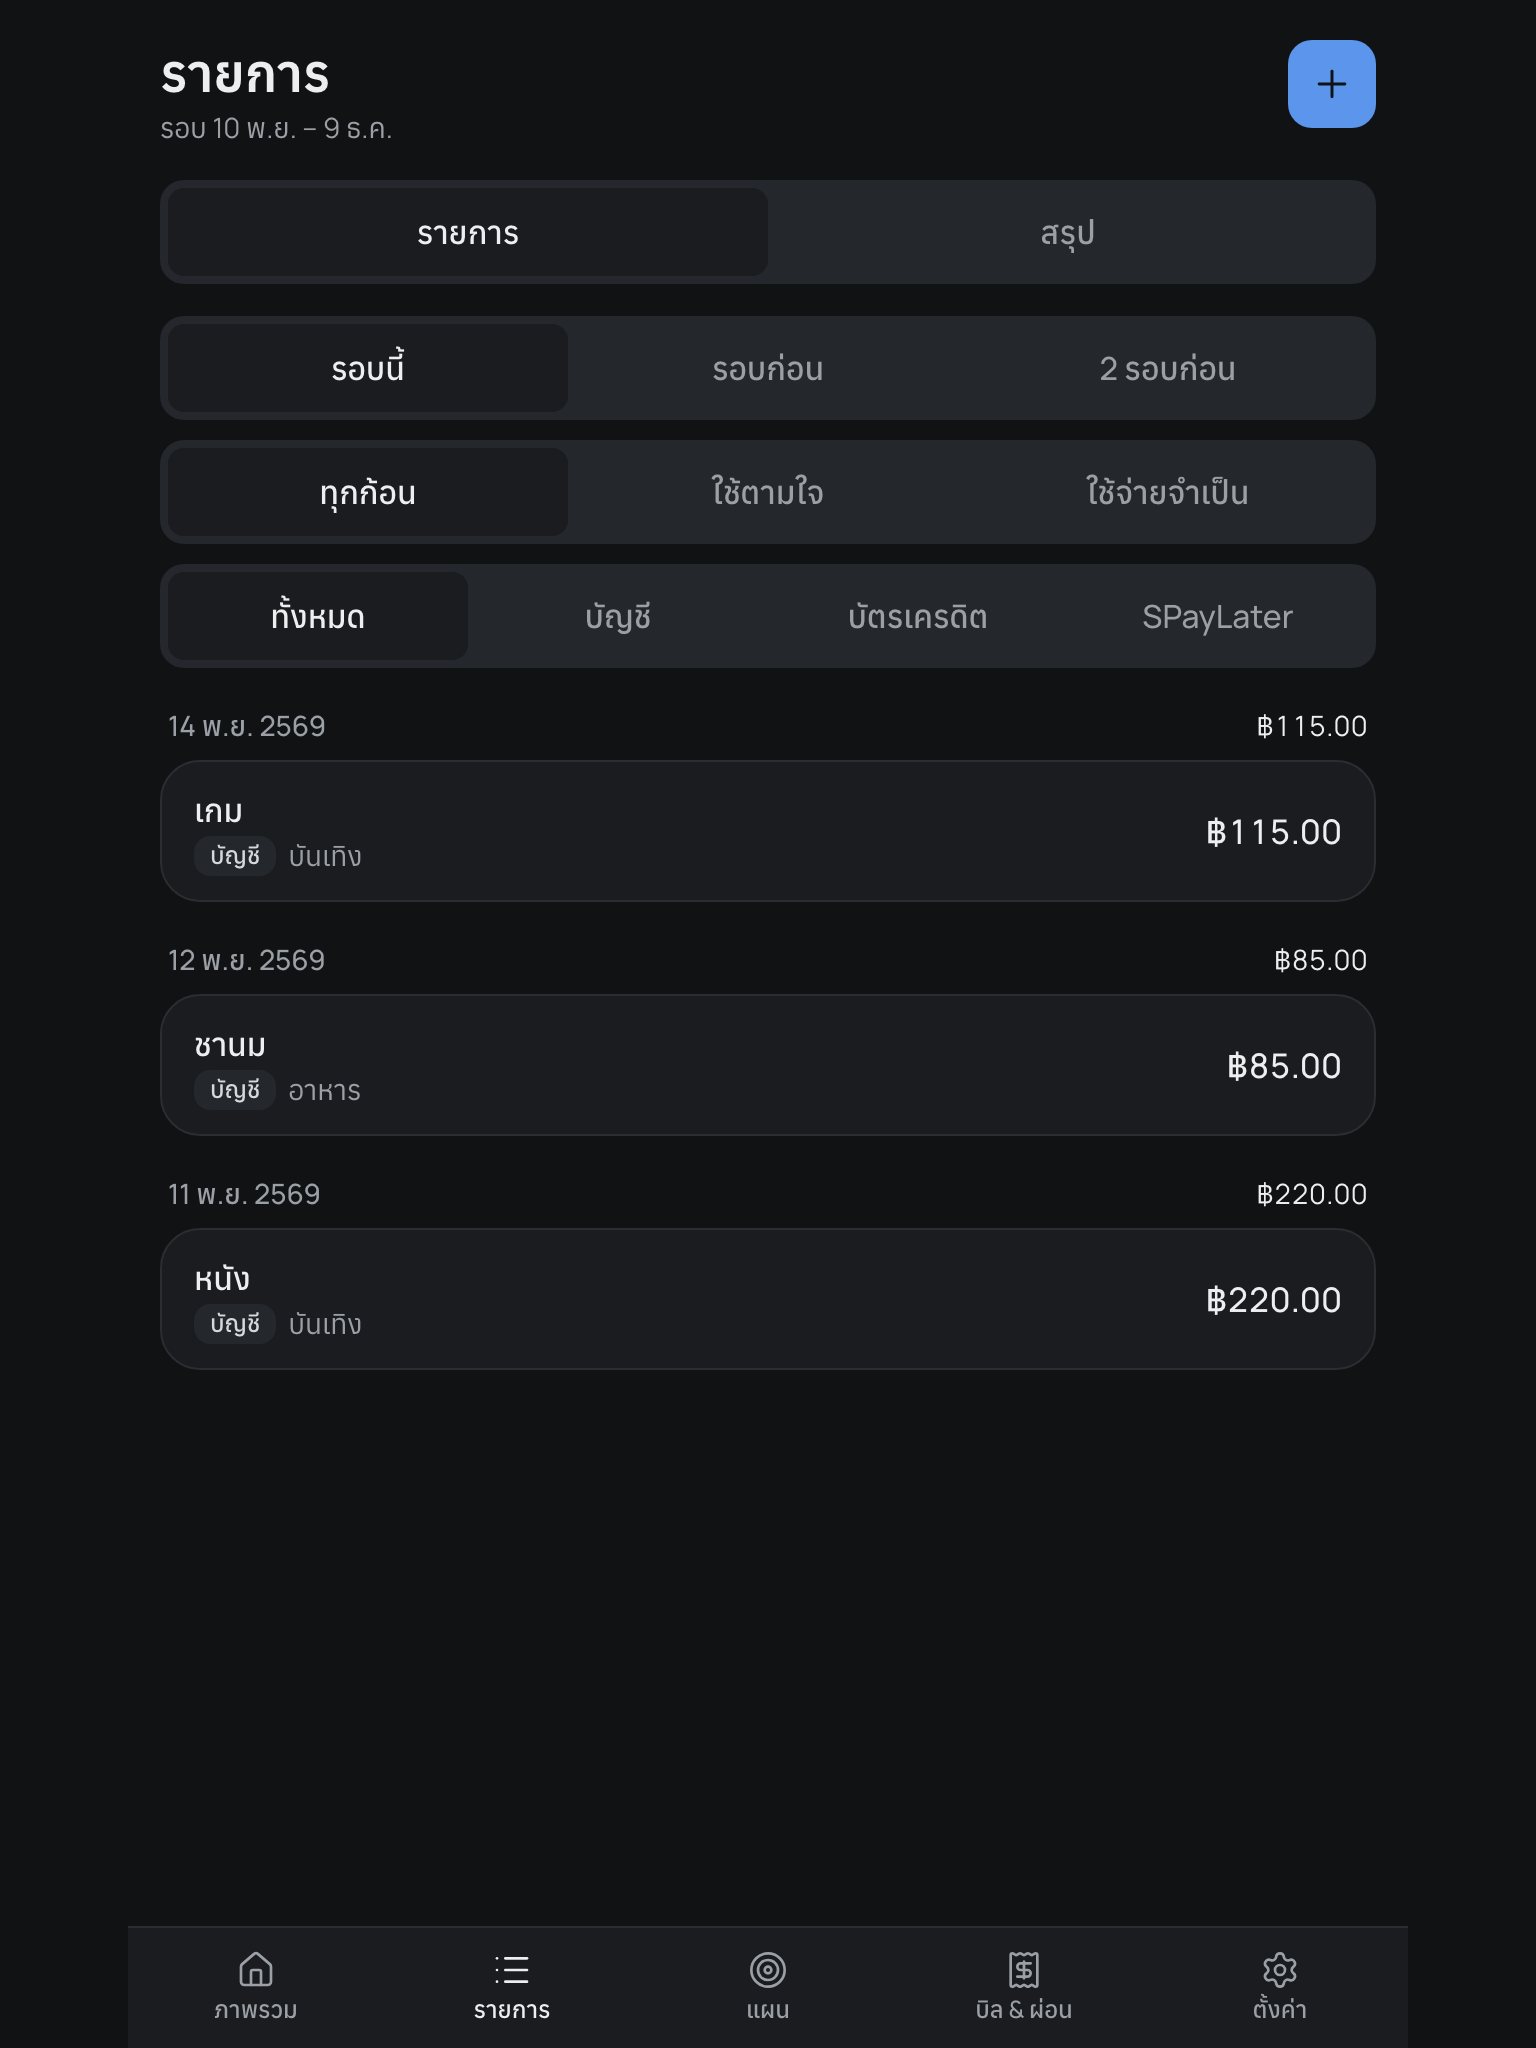 รายการ
รอบ 10 พ.ย. – 9 ธ.ค.
รายการ สรุป
รอบนี้ รอบก่อน 2 รอบก่อน
ทุกก้อน ใช้ตามใจ ใช้จ่ายจำเป็น
ทั้งหมด บัญชี บัตรเครดิต SPayLater
14 พ.ย. 2569 ฿115.00
เกม
฿115.00
บัญชี บันเทิง
12 พ.ย. 2569 ฿85.00
ชานม
฿85.00
บัญชี อาหาร
11 พ.ย. 2569 ฿220.00
หนัง
฿220.00
บัญชี บันเทิง
ภาพรวม รายการ แผน บิล & ผ่อน ตั้งค่า